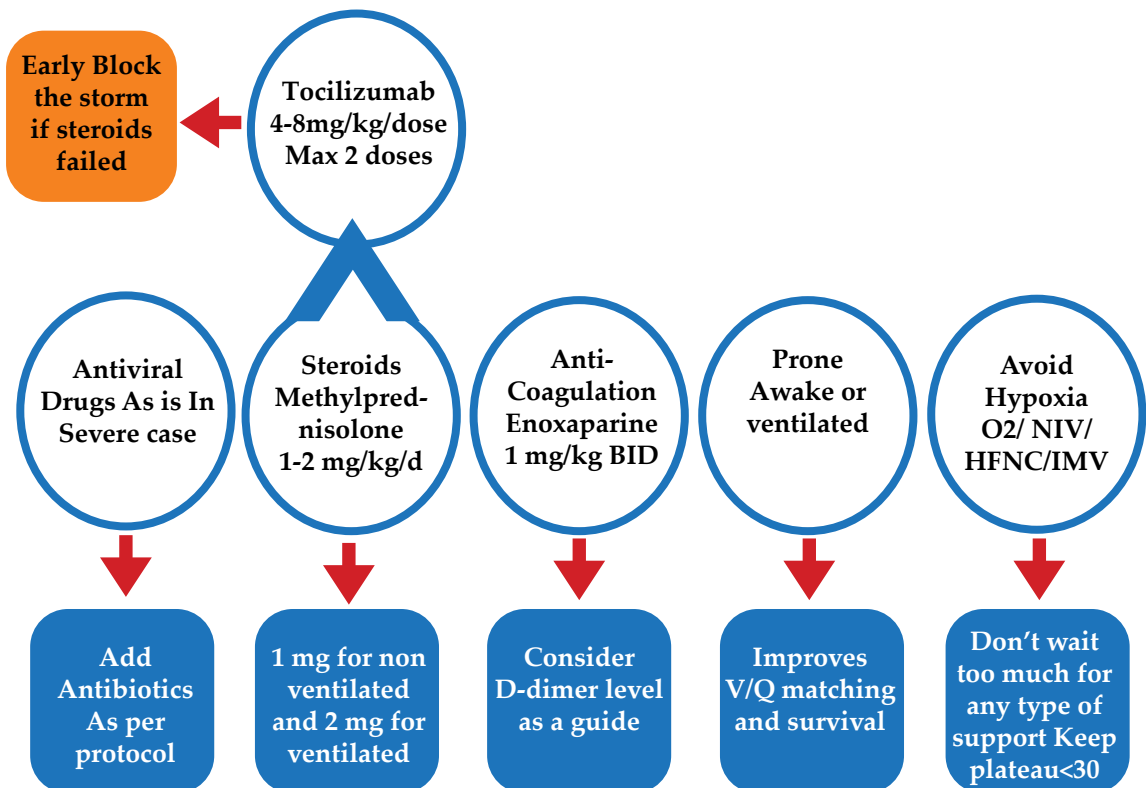 Early Block
the storm
if steroids
failed
Tocilizumab
4-8mg/kg/dose
Max 2 doses
Antiviral
Drugs As is In
Severe case
Steroids
Methylpred-
nisolone
1-2 mg/kg/d
Anti-
Coagulation
Enoxaparine
1 mg/kg BID
Prone
Awake or
ventilated
Avoid
Hypoxia
O2/ NIV/
HFNC/IMV
Add
Antibiotics
As per
protocol
1 mg for non
ventilated
and 2 mg for
ventilated
Consider
D-dimer level
as a guide
Improves
V/Q matching
and survival
Don't wait
too much for
any type of
support Keep
plateau<30